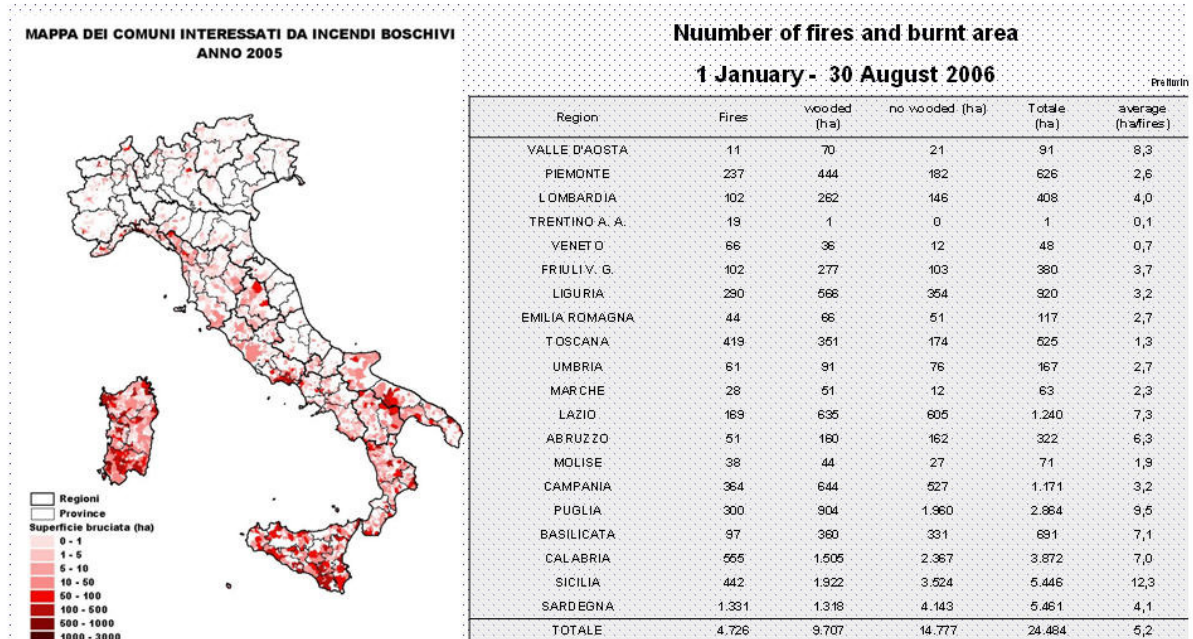 MAPPA DEI COMUNI INTERESSATI DA INCENDI BOSCHIVI
ANNO 2005
Regioni
Province
Superficie bruciata (ha)
0 - 1
1 - 5
5 - 10
10 - 50
50 - 100
100 - 500
500 - 1000
1000 - 3000
Nuumber of fires and burnt area
1 January - 30 August 2006
Region Fires wooded (ha) no wooded (ha) Totale (ha) average (ha/fires)
VALLE D'AOSTA 11 70 21 91 8,3
PIEMONTE 237 444 182 626 2,6
LOMBARDIA 102 262 146 408 4,0
TRENTINO A. A. 19 1 0 1 0,1
VENETO 66 36 12 48 0,7
FRIULI V. G. 102 277 103 380 3,7
LIGURIA 290 566 354 920 3,2
EMILIA ROMAGNA 44 66 51 117 2,7
TOSCANA 419 351 174 525 1,3
UMBRIA 61 91 76 167 2,7
MARCHE 28 51 12 63 2,3
LAZIO 169 635 605 1.240 7,3
ABRUZZO 51 160 162 322 6,3
MOLISE 38 44 27 71 1,9
CAMPANIA 364 644 527 1.171 3,2
PUGLIA 300 904 1.960 2.864 9,5
BASILICATA 97 360 331 691 7,1
CALABRIA 555 1.505 2.367 3.872 7,0
SICILIA 442 1.922 3.524 5.446 12,3
SARDEGNA 1.331 1.318 4.143 5.461 4,1
TOTALE 4.726 9.707 14.777 24.484 5,2